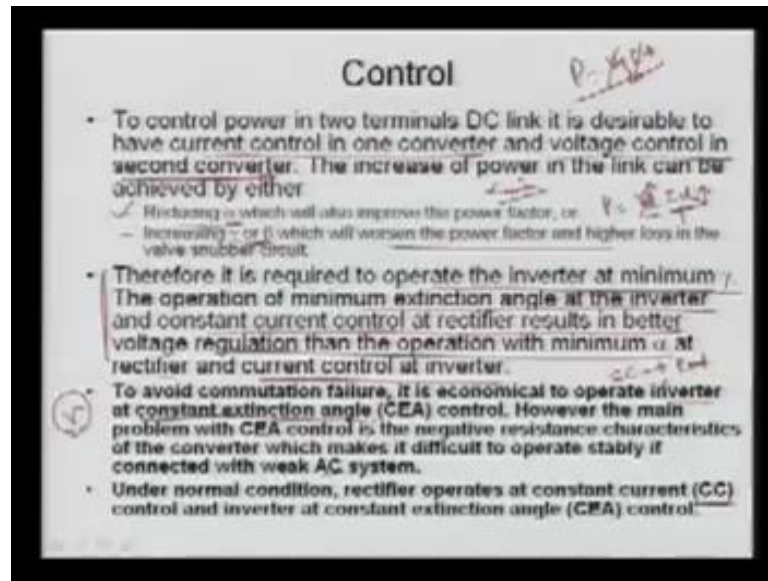 Control
• To control power in two terminals DC link it is desirable to
have current control in one converter and voltage control in
second converter. The increase of power in the link can be
achieved by either
Reducing α which will also improve the power factor, or
– Increasing γ or β which will worsen the power factor and higher loss in the
valve snubber circuit.
• Therefore it is required to operate the inverter at minimum γ.
The operation of minimum extinction angle at the inverter
and constant current control at rectifier results in better
voltage regulation than the operation with minimum α at
rectifier and current control at inverter.
• To avoid commutation failure, it is economical to operate inverter
at constant extinction angle (CEA) control. However the main
problem with CEA control is the negative resistance characteristics
of the converter which makes it difficult to operate stably if
connected with weak AC system.
• Under normal condition, rectifier operates at constant current (CC)
control and inverter at constant extinction angle (CEA) control.